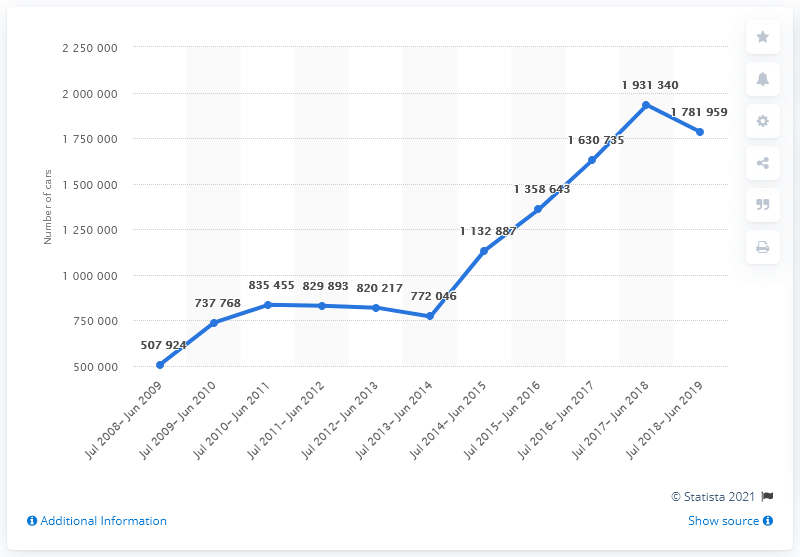 2 250 000
2 000 000
1 750 000
1 500 000
1 250 000
1 000 000
750 000
500 000
Number of cars
507 924
737 768
835 455
829 893
820 217
772 046
1 132 887
1 358 643
1 630 735
1 931 340
1 781 959
Jul 2008– Jun 2009
Jul 2009– Jun 2010
Jul 2010– Jun 2011
Jul 2011– Jun 2012
Jul 2012– Jun 2013
Jul 2013– Jun 2014
Jul 2014– Jun 2015
Jul 2015– Jun 2016
Jul 2016– Jun 2017
Jul 2017– Jun 2018
Jul 2018– Jun 2019
© Statista 2021
Additional Information
Show source